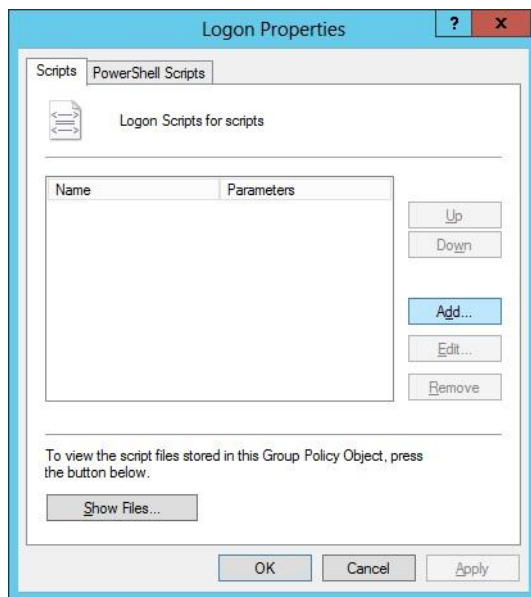 Logon Properties
?
x
Scripts
PowerShell Scripts
Logon Scripts for scripts
Name
Parameters
Up
Down
Add...
Edit...
Remove
To view the script files stored in this Group Policy Object, press
the button below.
Show Files...
OK
Cancel
Apply